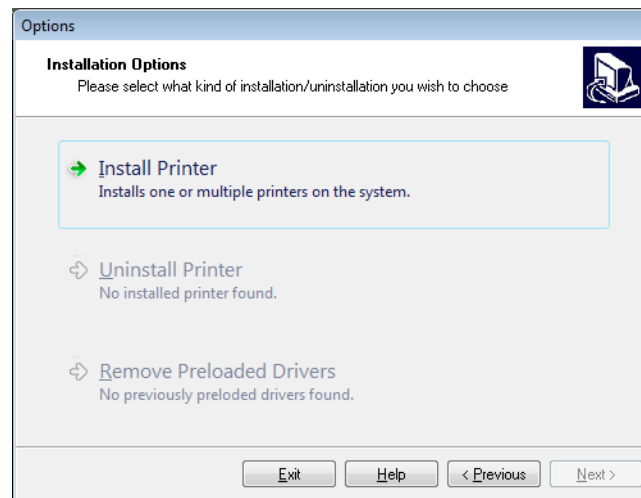 Options
Installation Options
Please select what kind of installation/uninstallation you wish to choose
Install Printer
Installs one or multiple printers on the system.
Uninstall Printer
No installed printer found.
Remove Preloaded Drivers
No previously preloded drivers found.
Exit Help < Previous Next >